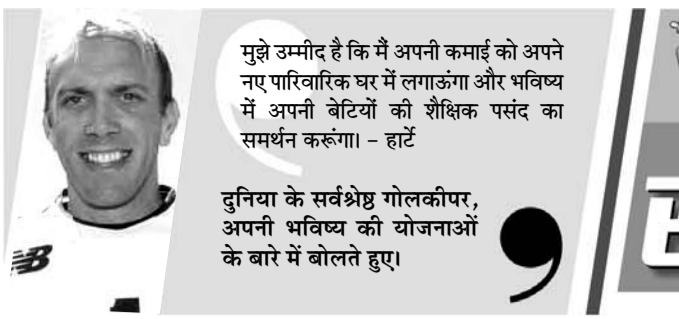 मुझे उम्मीद है कि मैं अपनी कमाई को अपने
नए पारिवारिक घर में लगाऊंगा और भविष्य
में अपनी बेटियों की शैक्षिक पसंद का
समर्थन करूंगा। – हार्टे
दुनिया के सर्वश्रेष्ठ गोलकीपर,
अपनी भविष्य की योजनाओं
के बारे में बोलते हुए।
NB